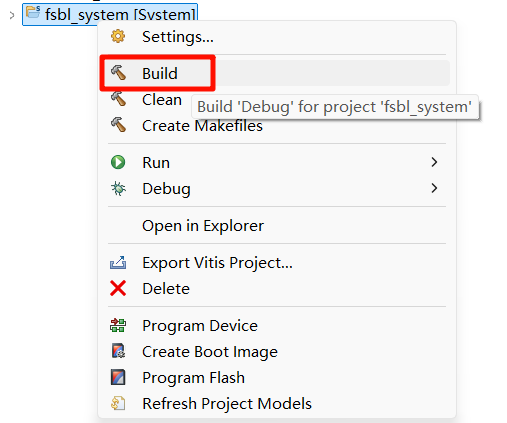 fsbl_system [System]
Settings...
Build
Clean
Build 'Debug' for project 'fsbl_system'
Create Makefiles
Run
Debug
Open in Explorer
Export Vitis Project...
Delete
Program Device
Create Boot Image
Program Flash
Refresh Project Models